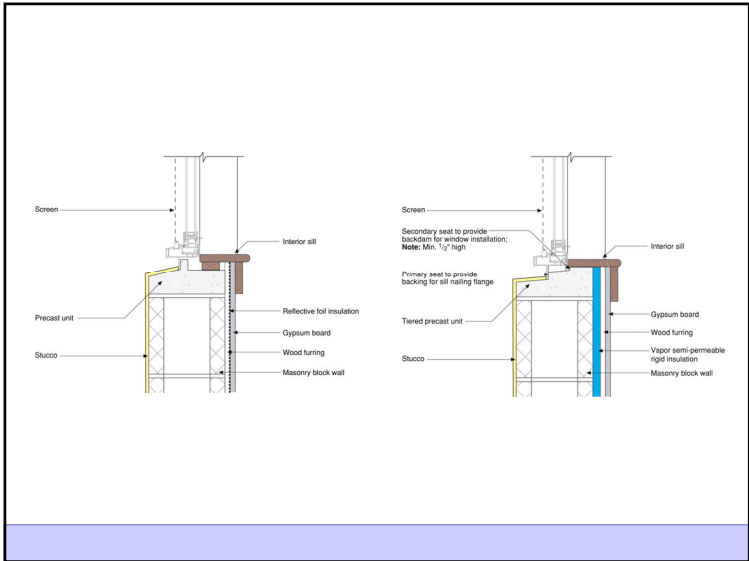 Screen
Interior sill
Precast unit
Reflective foil insulation
Gypsum board
Stucco
Wood furring
Masonry block wall
Screen
Secondary seat to provide
backdam for window installation;
Note: Min. 1/2" high
Interior sill
Primary seat to provide
backing for sill nailing flange
Tiered precast unit
Gypsum board
Wood furring
Stucco
Vapor semi-permeable
rigid insulation
Masonry block wall